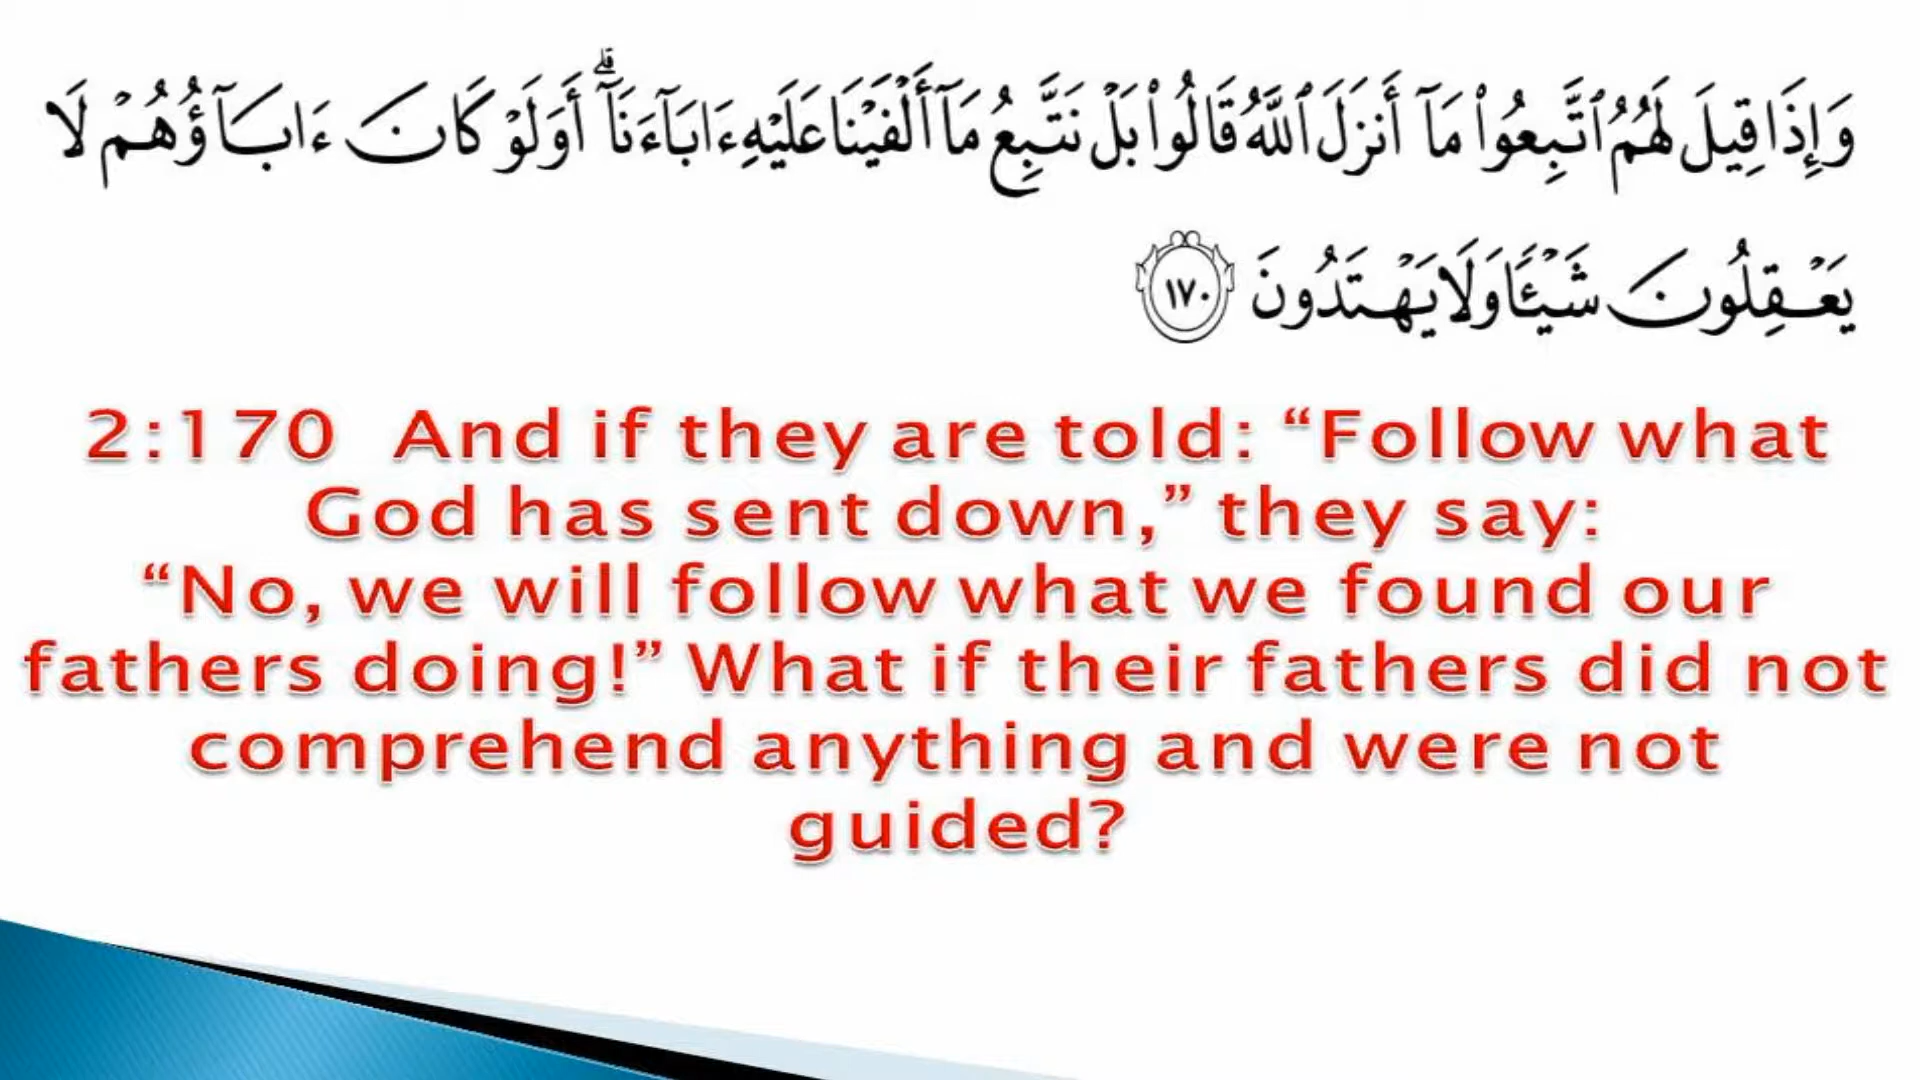 وَإِذَا قِيلَ لَهُمُ ٱتَّبِعُوا۟ مَآ أَنزَلَ ٱللَّهُ قَالُوا۟ بَلْ نَتَّبِعُ مَآ أَلْفَيْنَا عَلَيْهِ ءَابَآءَنَآ ۗ أَوَلَوْ كَانَ ءَابَآؤُهُمْ لَا
يَعْقِلُونَ شَيْـًٔا وَلَا يَهْتَدُونَ ١٧٠
2:170 And if they are told: “Follow what
God has sent down,” they say:
“No, we will follow what we found our
fathers doing!” What if their fathers did not
comprehend anything and were not
guided?